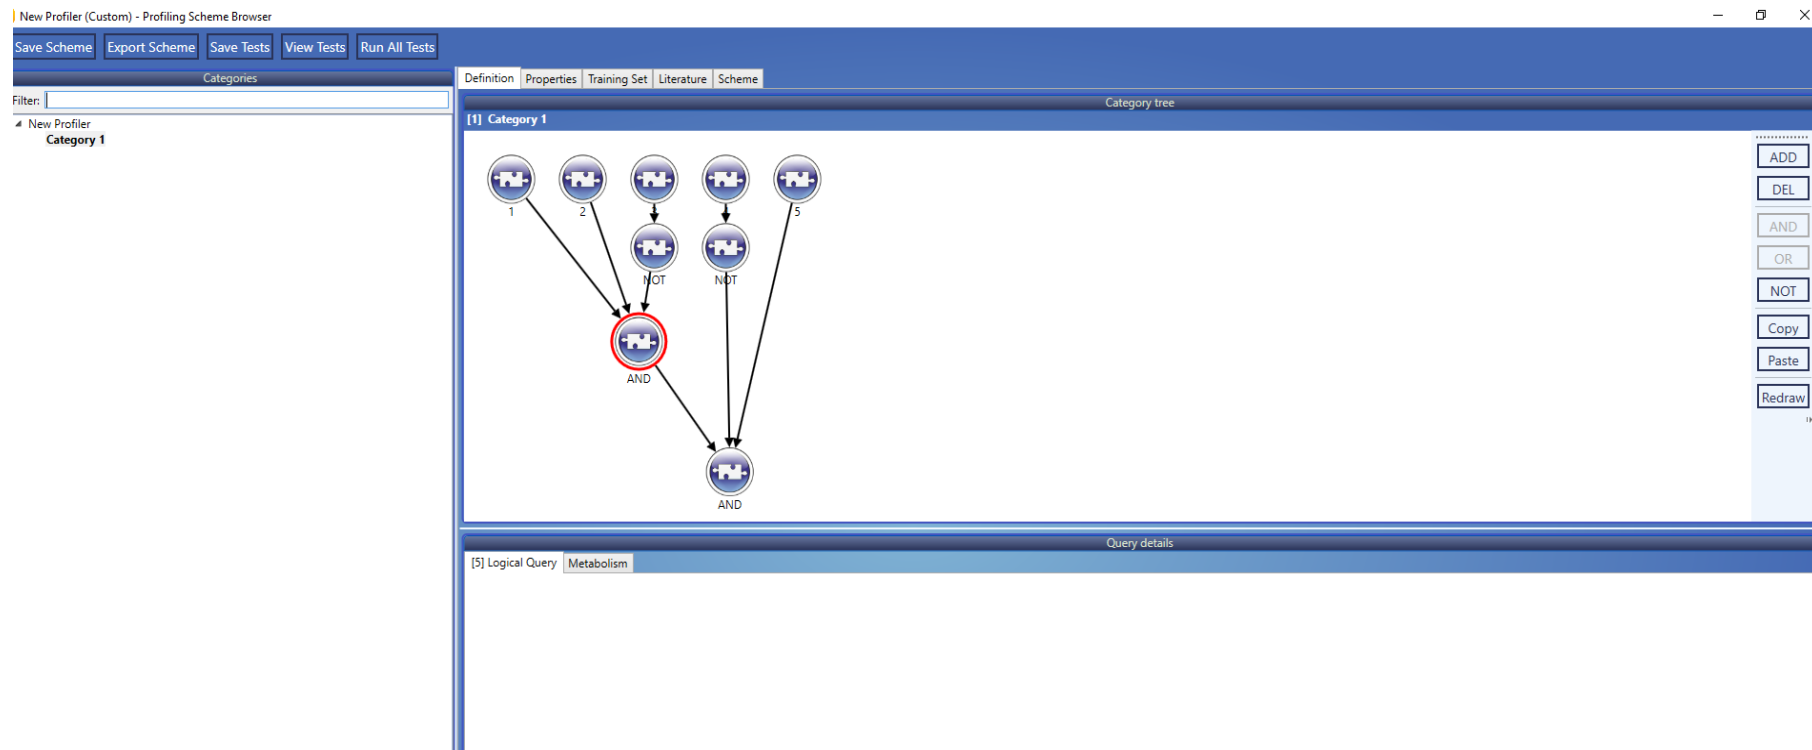 New Profiler (Custom) - Profiling Scheme Browser
Save Scheme Export Scheme Save Tests View Tests Run All Tests
Categories
Filter:
New Profiler
Category 1
Definition Properties Training Set Literature Scheme
Category tree
[1] Category 1
1 2 5
NOT NOT
AND
AND
ADD
DEL
AND
OR
NOT
Copy
Paste
Redraw
Query details
[5] Logical Query Metabolism